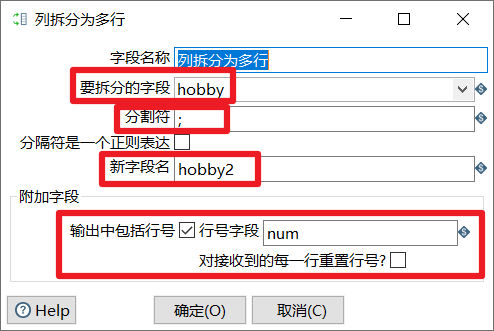 列拆分为多行
字段名称 列拆分为多行
要拆分的字段 hobby
分割符 ;
分隔符是一个正则表达
新字段名 hobby2
附加字段
输出中包括行号 行号字段 num
对接收到的每一行重置行号?
Help 确定(O) 取消(C)